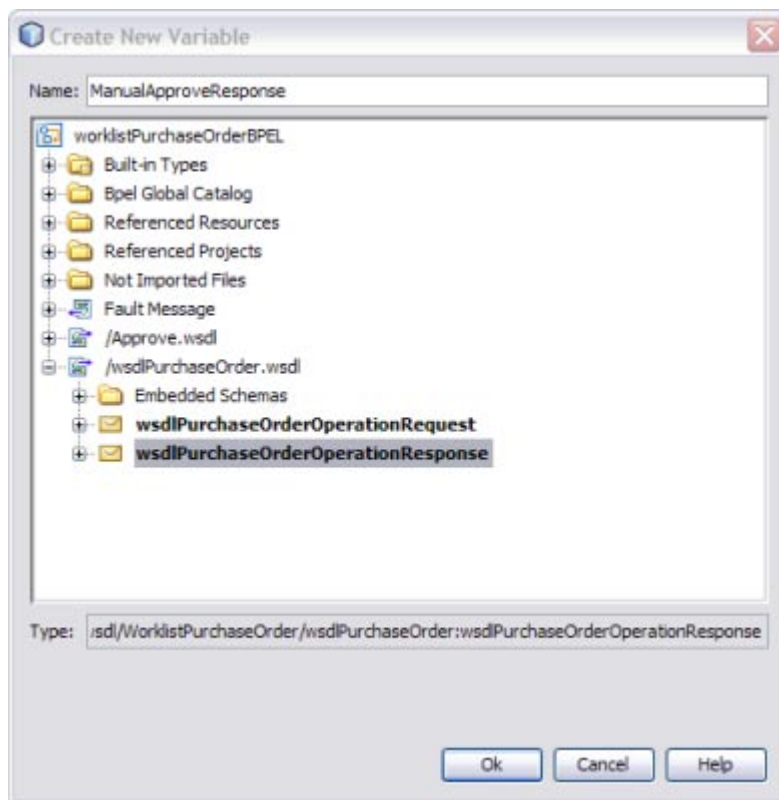 Create New Variable
Name: ManualApproveResponse
worklistPurchaseOrderBPEL
Built-in Types
Bpel Global Catalog
Referenced Resources
Referenced Projects
Not Imported Files
Fault Message
/Approve.wsdl
/wsdlPurchaseOrder.wsdl
Embedded Schemas
wsdlPurchaseOrderOperationRequest
wsdlPurchaseOrderOperationResponse
Type: /sdl/WorklistPurchaseOrder/wsdlPurchaseOrder:wsdlPurchaseOrderOperationResponse
Ok Cancel Help